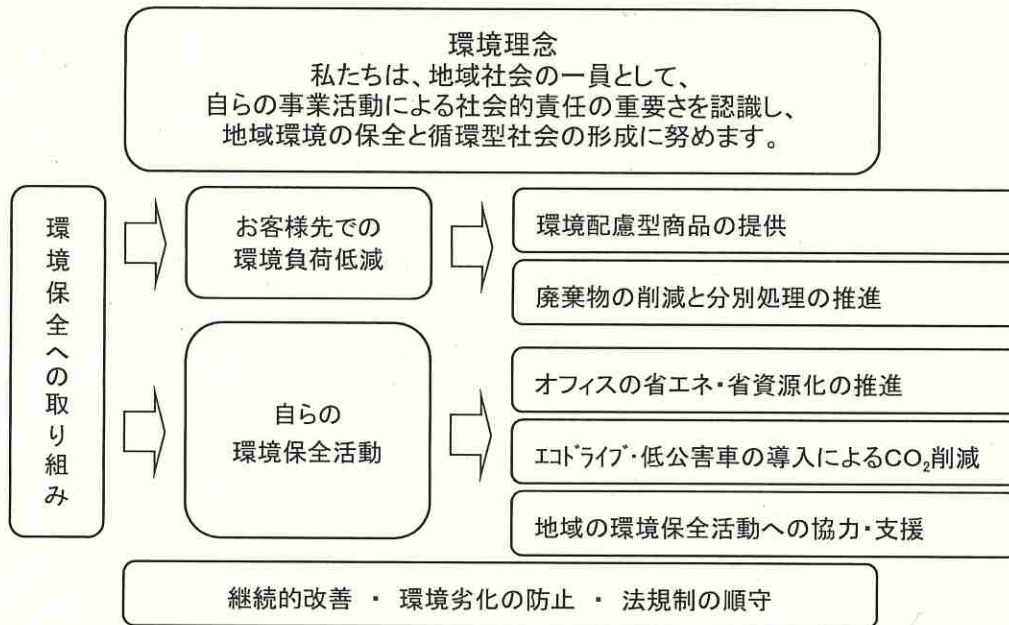 環境理念
私たちは、地域社会の一員として、
自らの事業活動による社会的責任の重要さを認識し、
地域環境の保全と循環型社会の形成に努めます。
環境保全への取り組み
お客様先での
環境負荷低減
環境配慮型商品の提供
廃棄物の削減と分別処理の推進
自らの
環境保全活動
オフィスの省エネ・省資源化の推進
エコドライブ・低公害車の導入によるCO₂削減
地域の環境保全活動への協力・支援
継続的改善 ・ 環境劣化の防止 ・ 法規制の順守